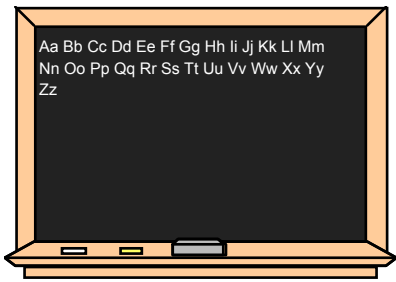 Aa Bb Cc Dd Ee Ff Gg Hh Ii Jj Kk Ll Mm
Nn Oo Pp Qq Rr Ss Tt Uu Vv Ww Xx Yy
Zz